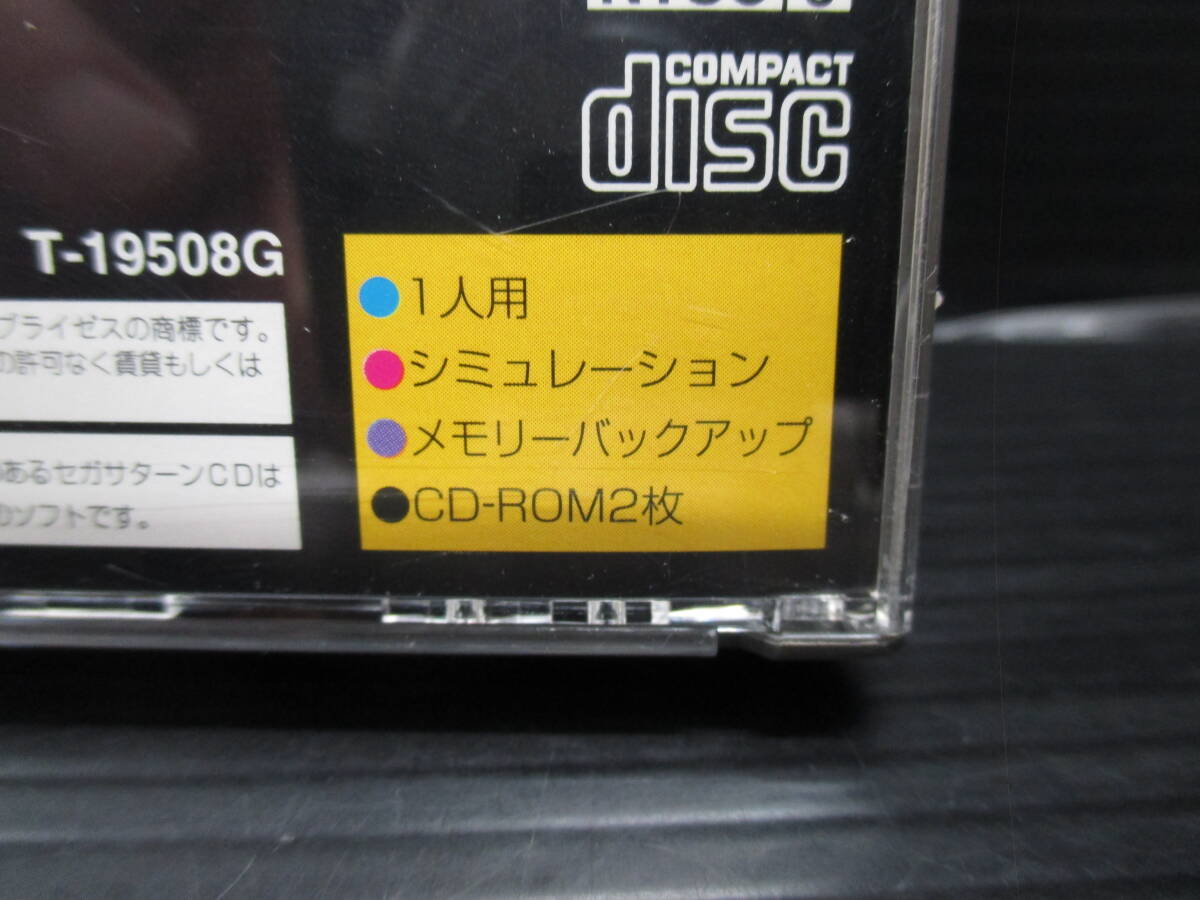 COMPACT
disc
T-19508G
プライゼスの商標です。
の許可なく賃貸もしくは
あるセガサターンCDは
のソフトです。
●1人用
●シミュレーション
●メモリーバックアップ
●CD-ROM2枚